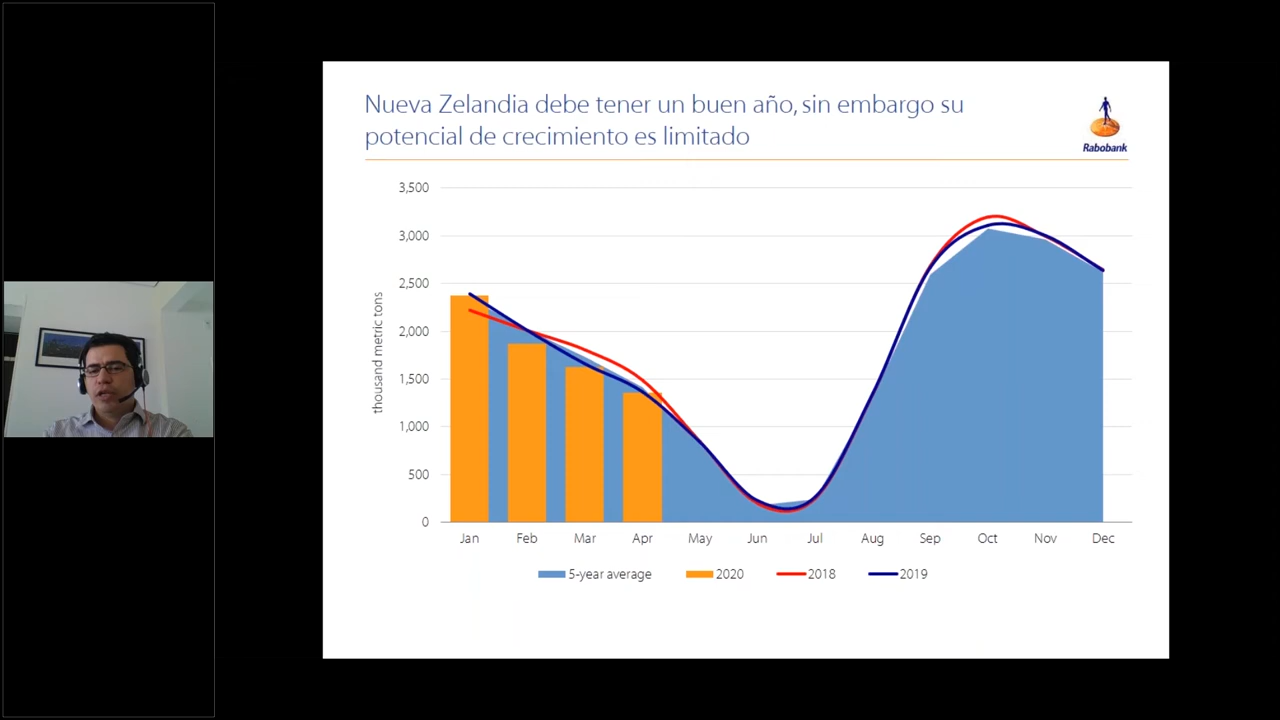 Nueva Zelandia debe tener un buen año, sin embargo su
potencial de crecimiento es limitado
Rabobank
3,500
3,000
2,500
2,000
1,500
1,000
500
0
thousand metric tons
Jan Feb Mar Apr May Jun Jul Aug Sep Oct Nov Dec
5-year average 2020 2018 2019